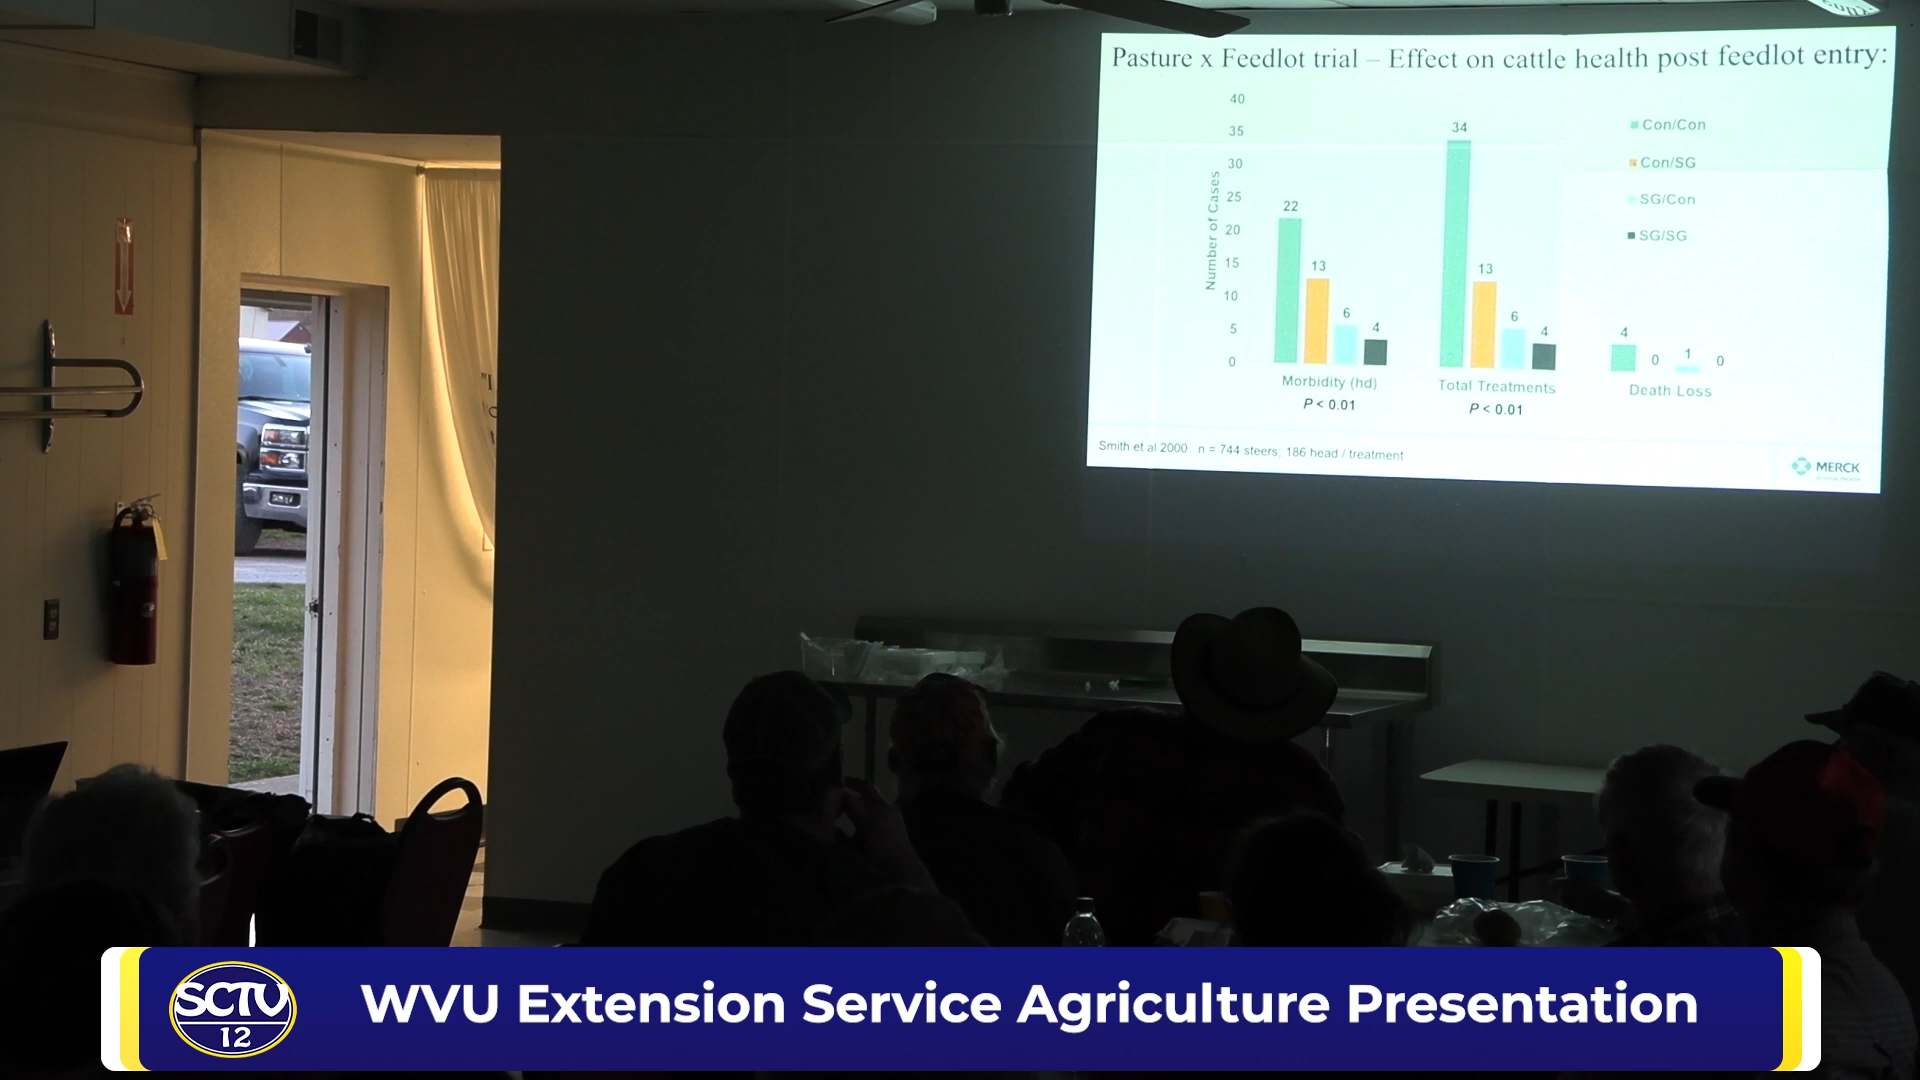 Pasture x Feedlot trial – Effect on cattle health post feedlot entry:
40
35
30
25
20
15
10
5
0
Number of Cases
22
13
6
4
34
13
6
4
4
0
1
0
Morbidity (hd)
P < 0.01
Total Treatments
P < 0.01
Death Loss
Con/Con
Con/SG
SG/Con
SG/SG
Smith et al 2000 n = 744 steers; 186 head / treatment
MERCK
Animal Health
SCTV
12
WVU Extension Service Agriculture Presentation